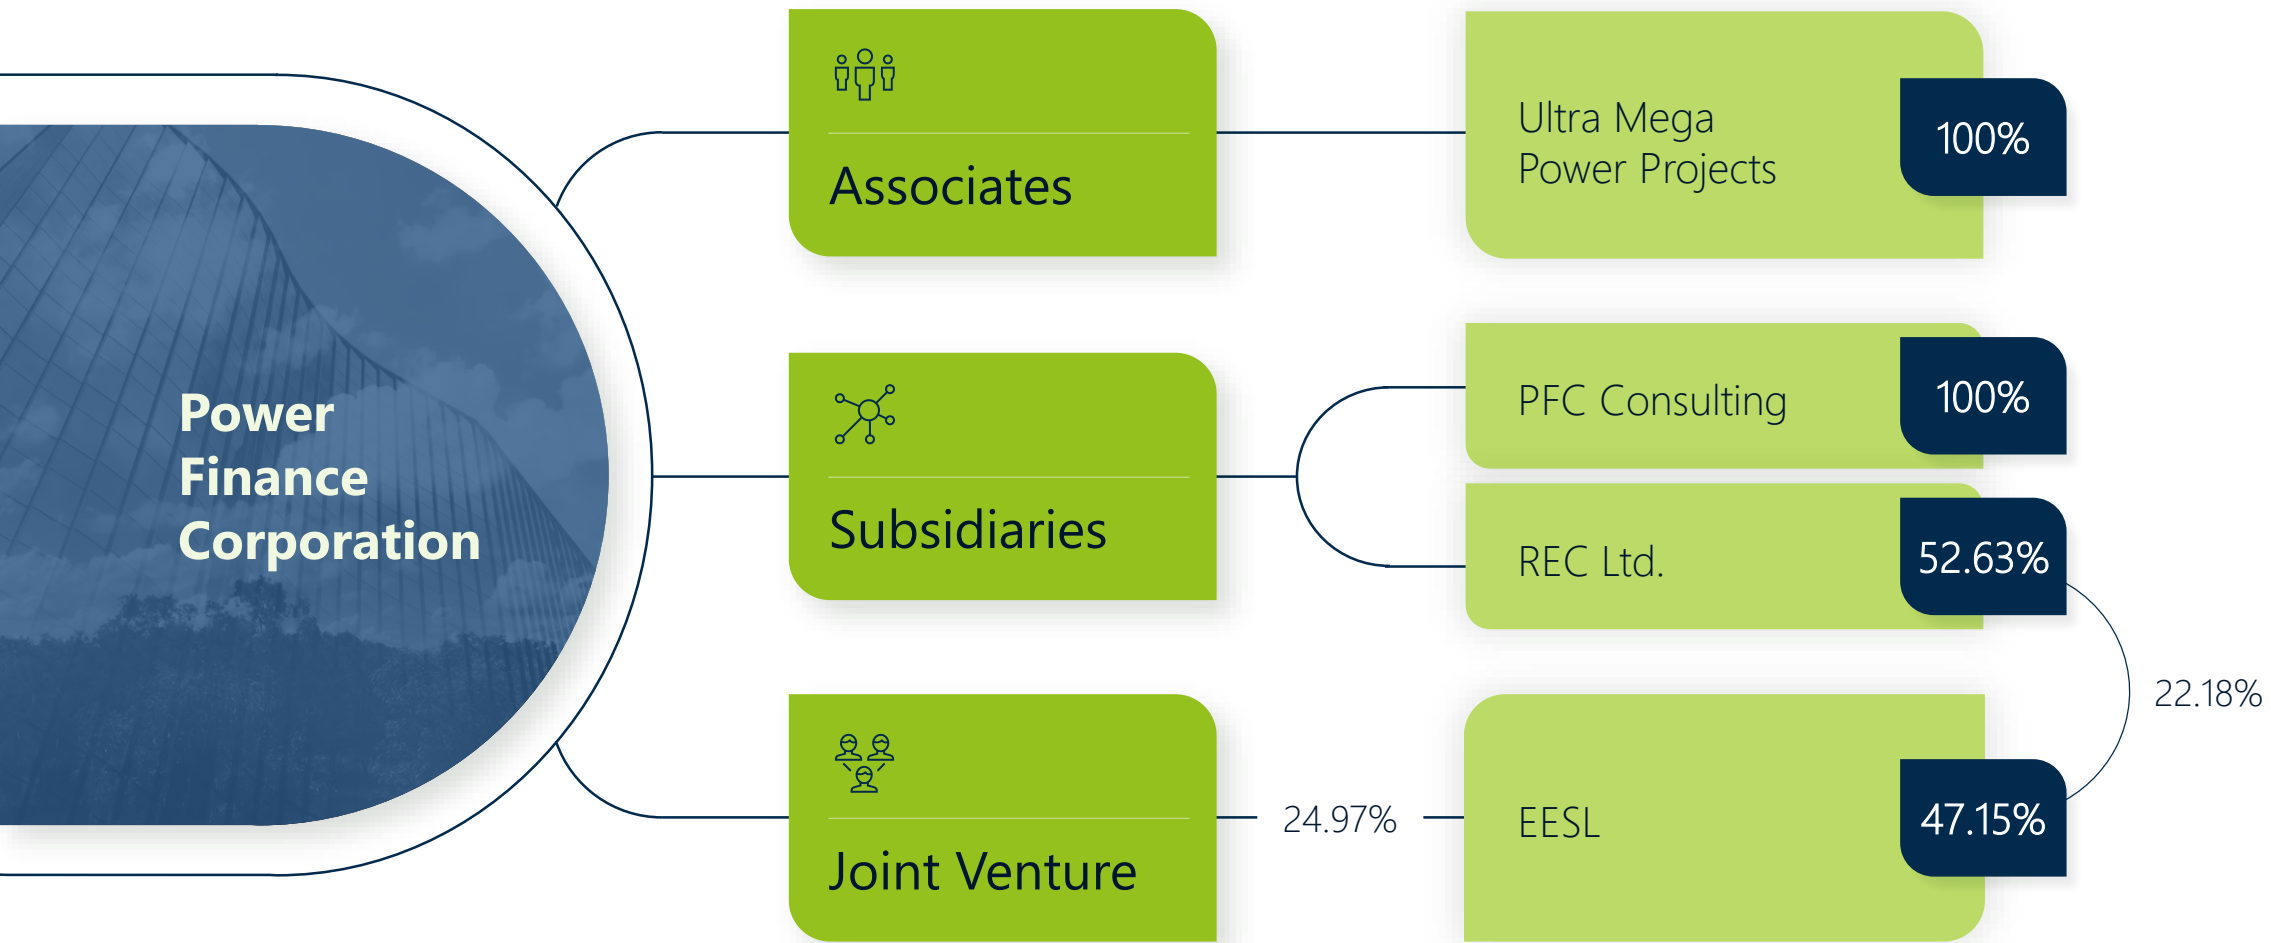 Power
Finance
Corporation
Associates
Ultra Mega
Power Projects
100%
Subsidiaries
PFC Consulting
100%
REC Ltd.
52.63%
22.18%
Joint Venture
24.97%
EESL
47.15%